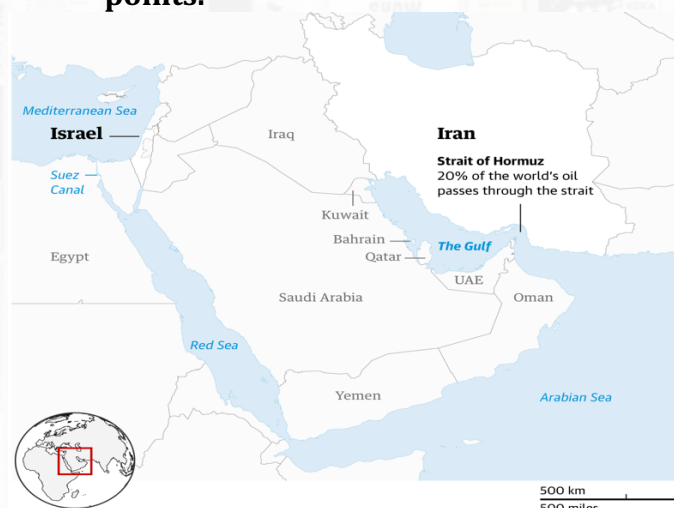 points.
Mediterranean Sea
Israel
Iraq
Iran
Strait of Hormuz
20% of the world's oil
passes through the strait
Suez
Canal
Kuwait
Bahrain
Qatar
The Gulf
Egypt
UAE
Saudi Arabia
Oman
Red Sea
Yemen
Arabian Sea
500 km
500 miles